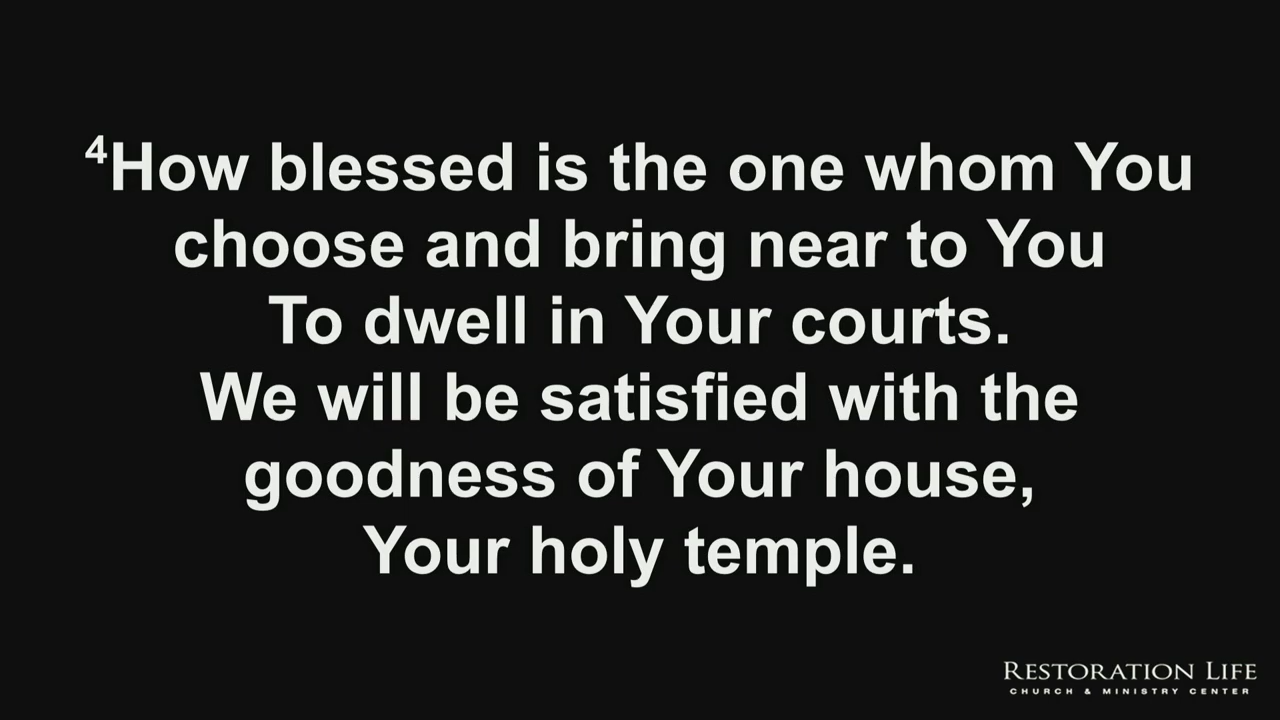 4How blessed is the one whom You
choose and bring near to You
To dwell in Your courts.
We will be satisfied with the
goodness of Your house,
Your holy temple.
RESTORATION LIFE
CHURCH & MINISTRY CENTER